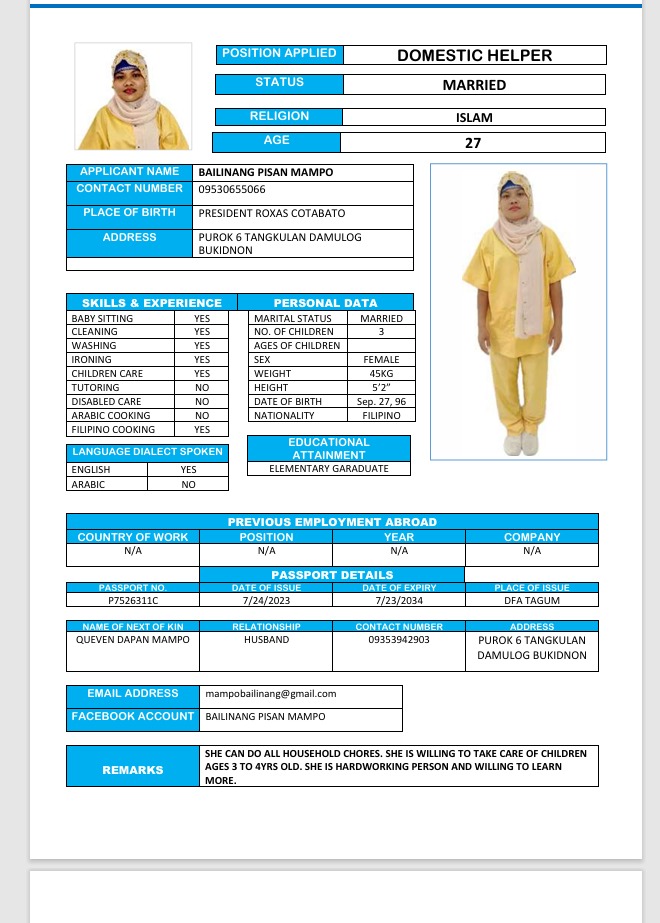 POSITION APPLIED DOMESTIC HELPER
STATUS MARRIED
RELIGION ISLAM
AGE 27
APPLICANT NAME BAILINANG PISAN MAMPO
CONTACT NUMBER 09530655066
PLACE OF BIRTH PRESIDENT ROXAS COTABATO
ADDRESS PUROK 6 TANGKULAN DAMULOG
BUKIDNON
SKILLS & EXPERIENCE PERSONAL DATA
BABY SITTING YES MARITAL STATUS MARRIED
CLEANING YES NO. OF CHILDREN 3
WASHING YES AGES OF CHILDREN
IRONING YES SEX FEMALE
CHILDREN CARE YES WEIGHT 45KG
TUTORING NO HEIGHT 5'2"
DISABLED CARE NO DATE OF BIRTH Sep. 27, 96
ARABIC COOKING NO NATIONALITY FILIPINO
FILIPINO COOKING YES
LANGUAGE DIALECT SPOKEN
ENGLISH YES
ARABIC NO
EDUCATIONAL
ATTAINMENT
ELEMENTARY GARADUATE
PREVIOUS EMPLOYMENT ABROAD
COUNTRY OF WORK POSITION YEAR COMPANY
N/A N/A N/A N/A
PASSPORT DETAILS
PASSPORT NO. DATE OF ISSUE DATE OF EXPIRY PLACE OF ISSUE
P7526311C 7/24/2023 7/23/2034 DFA TAGUM
NAME OF NEXT OF KIN RELATIONSHIP CONTACT NUMBER ADDRESS
QUEVEN DAPAN MAMPO HUSBAND 09353942903 PUROK 6 TANGKULAN
DAMULOG BUKIDNON
EMAIL ADDRESS mampobailinang@gmail.com
FACEBOOK ACCOUNT BAILINANG PISAN MAMPO
REMARKS
SHE CAN DO ALL HOUSEHOLD CHORES. SHE IS WILLING TO TAKE CARE OF CHILDREN
AGES 3 TO 4YRS OLD. SHE IS HARDWORKING PERSON AND WILLING TO LEARN
MORE.